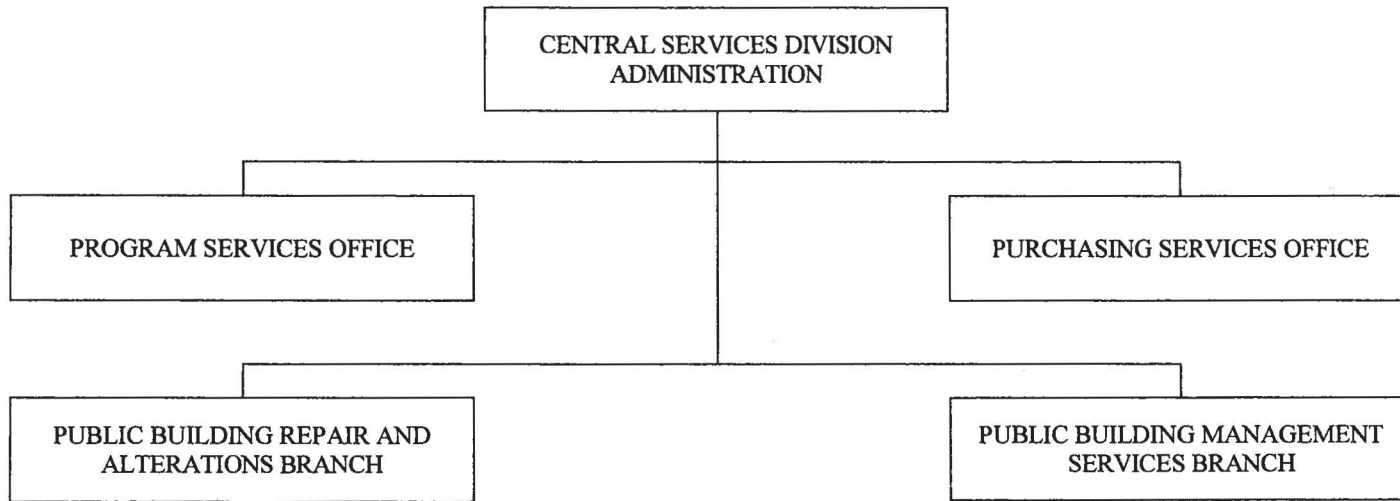 CENTRAL SERVICES DIVISION
ADMINISTRATION
PROGRAM SERVICES OFFICE
PURCHASING SERVICES OFFICE
PUBLIC BUILDING REPAIR AND
ALTERATIONS BRANCH
PUBLIC BUILDING MANAGEMENT
SERVICES BRANCH